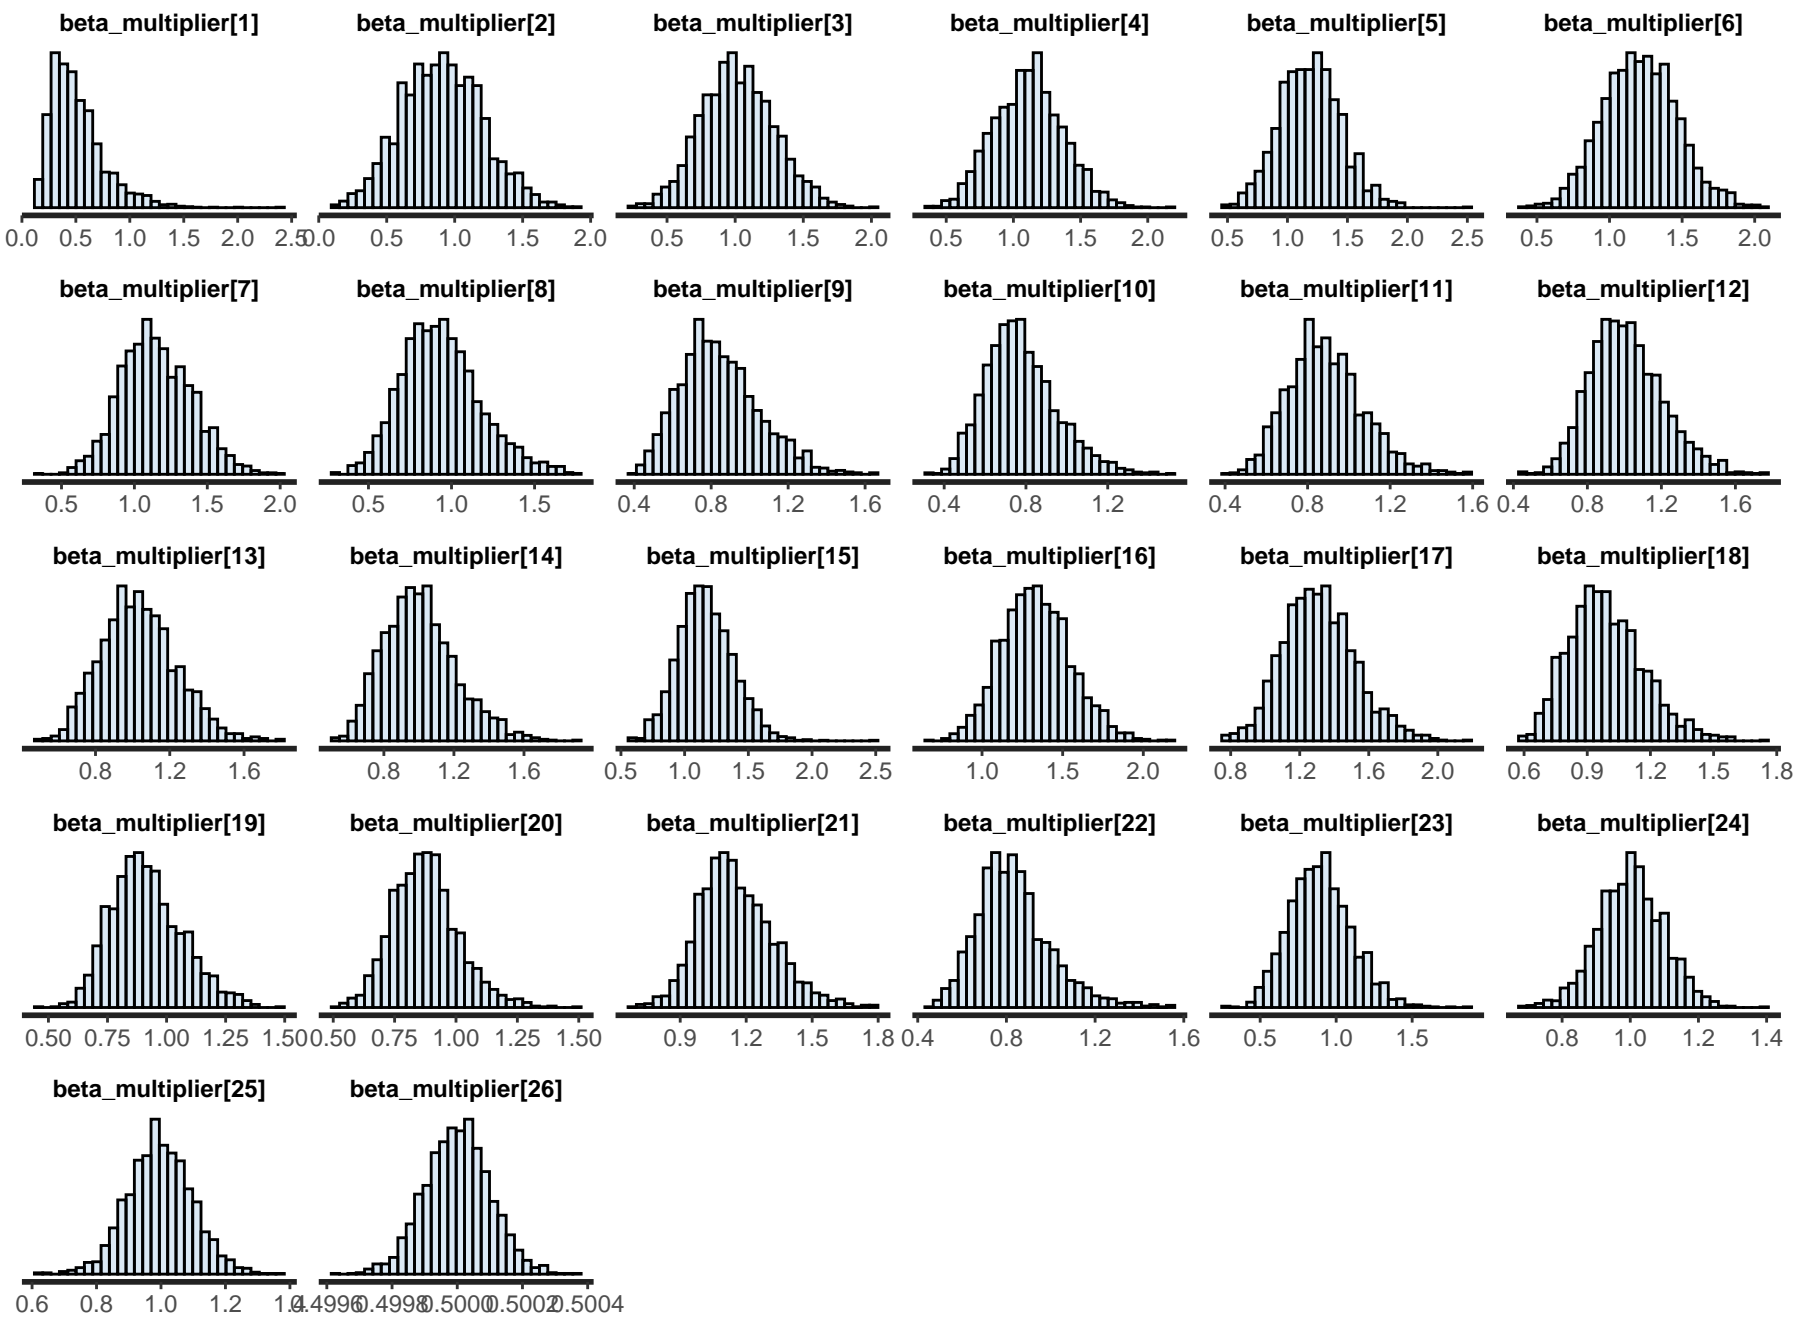 beta_multiplier[1] beta_multiplier[2] beta_multiplier[3] beta_multiplier[4] beta_multiplier[5] beta_multiplier[6]
0.0 0.5 1.0 1.5 2.0 2.5 0.0 0.5 1.0 1.5 2.0 0.5 1.0 1.5 2.0 0.5 1.0 1.5 2.0 0.5 1.0 1.5 2.0 2.5 0.5 1.0 1.5 2.0
beta_multiplier[7] beta_multiplier[8] beta_multiplier[9] beta_multiplier[10] beta_multiplier[11] beta_multiplier[12]
0.5 1.0 1.5 2.0 0.5 1.0 1.5 0.4 0.8 1.2 1.6 0.4 0.8 1.2 0.4 0.8 1.2 1.6 0.4 0.8 1.2 1.6
beta_multiplier[13] beta_multiplier[14] beta_multiplier[15] beta_multiplier[16] beta_multiplier[17] beta_multiplier[18]
0.8 1.2 1.6 0.8 1.2 1.6 0.5 1.0 1.5 2.0 2.5 1.0 1.5 2.0 0.8 1.2 1.6 2.0 0.6 0.9 1.2 1.5 1.8
beta_multiplier[19] beta_multiplier[20] beta_multiplier[21] beta_multiplier[22] beta_multiplier[23] beta_multiplier[24]
0.50 0.75 1.00 1.25 1.50 0.50 0.75 1.00 1.25 1.50 0.9 1.2 1.5 1.8 0.4 0.8 1.2 1.6 0.5 1.0 1.5 0.8 1.0 1.2 1.4
beta_multiplier[25] beta_multiplier[26]
0.6 0.8 1.0 1.2 1.4 0.4996 0.4998 0.5000 0.5002 0.5004